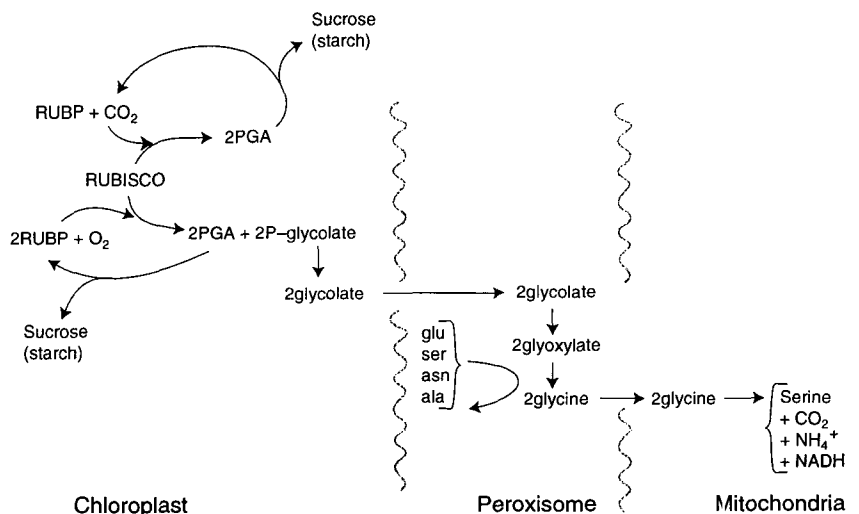 Sucrose
(starch)
RUBP + CO₂
2PGA
RUBISCO
2RUBP + O₂
2PGA + 2P–glycolate
2glycolate
2glycolate
Sucrose
(starch)
glu
ser
asn
ala
2glyoxylate
2glycine
2glycine
Serine
+ CO₂
+ NH₄⁺
+ NADH
Chloroplast
Peroxisome
Mitochondria